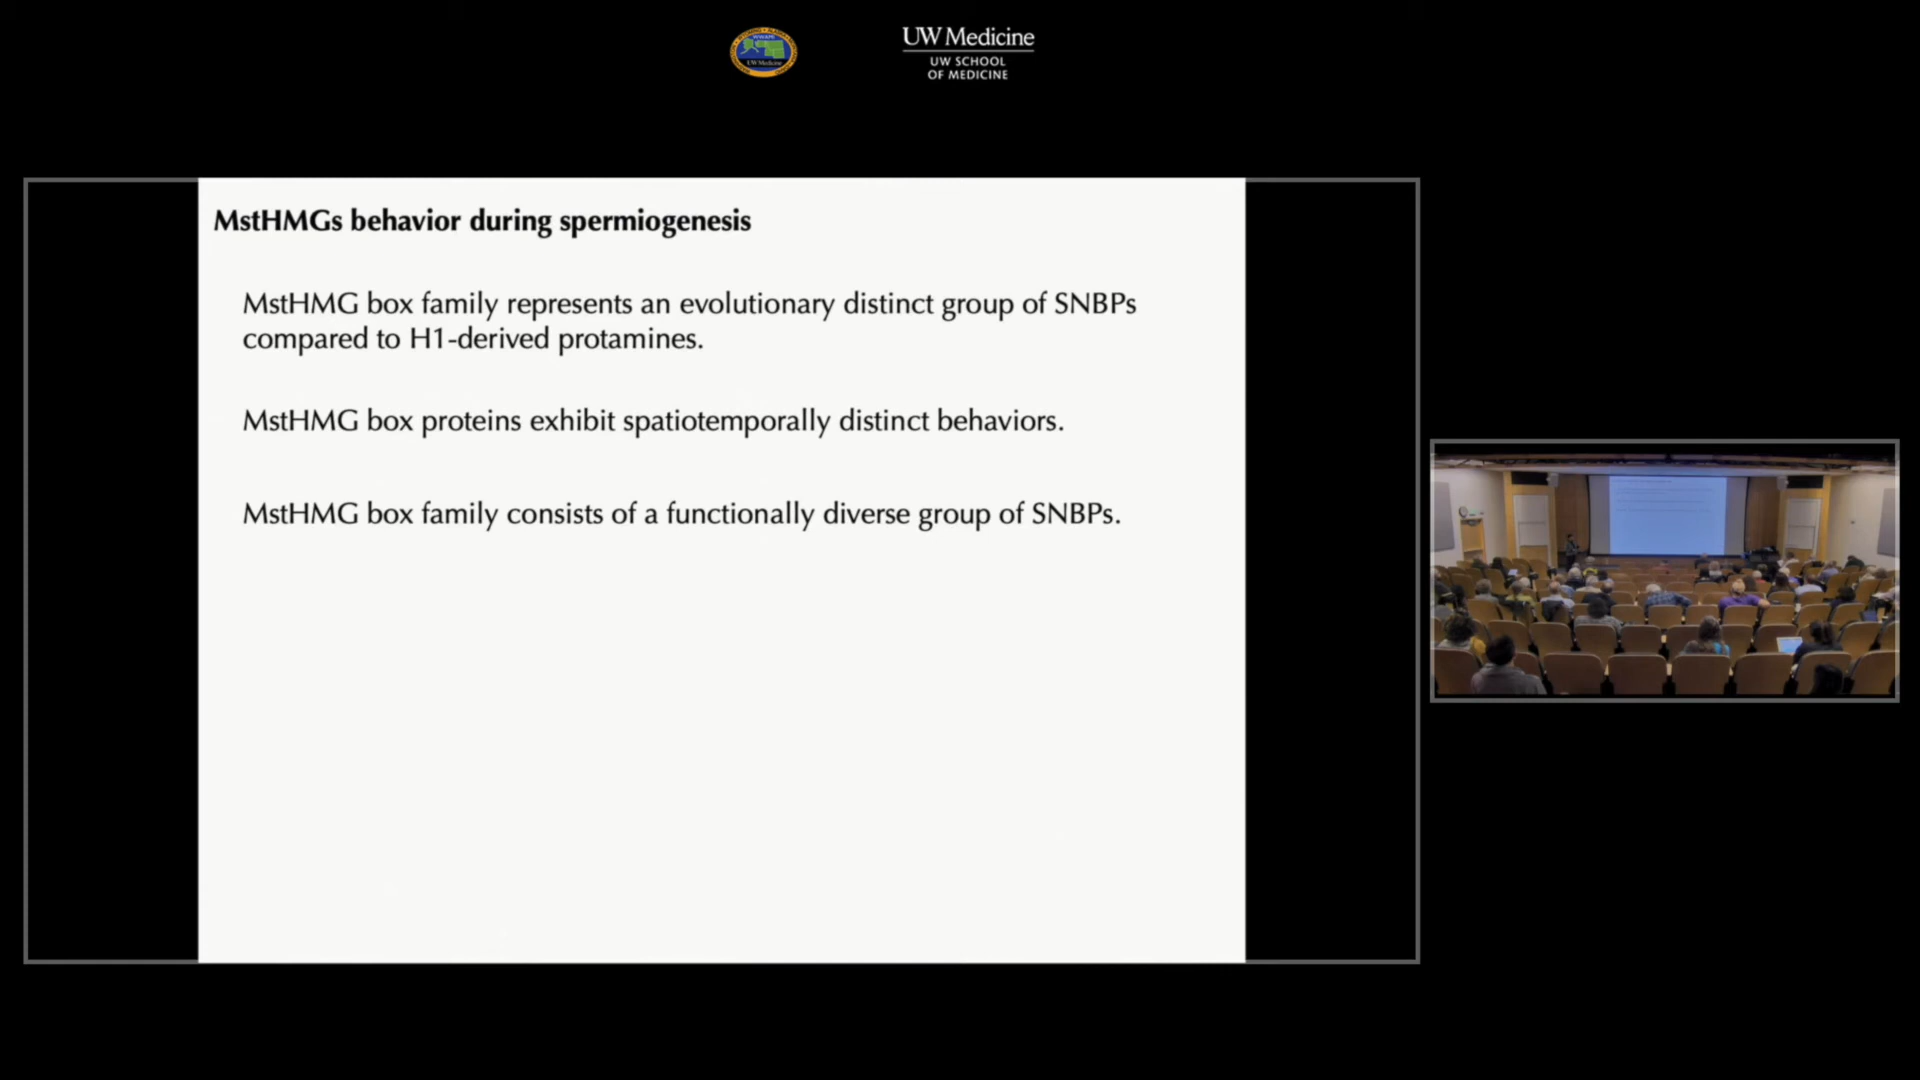 UW Medicine
UW SCHOOL
OF MEDICINE
UW Medicine
MstHMGs behavior during spermiogenesis
MstHMG box family represents an evolutionary distinct group of SNBPs
compared to H1-derived protamines.
MstHMG box proteins exhibit spatiotemporally distinct behaviors.
MstHMG box family consists of a functionally diverse group of SNBPs.